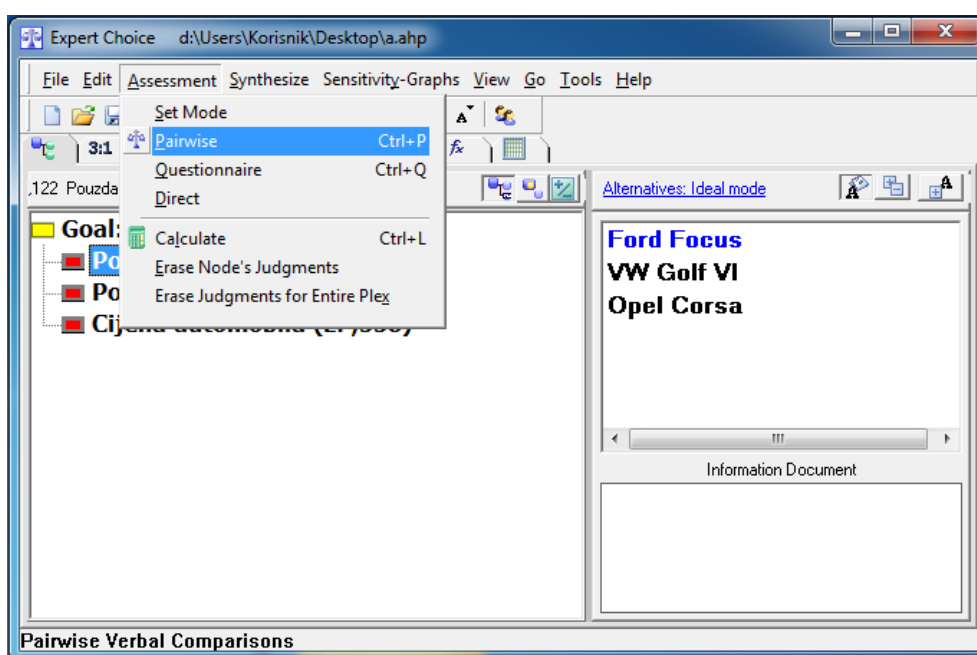 Expert Choice d:\Users\Korisnik\Desktop\a.ahp
File Edit Assessment Synthesize Sensitivity-Graphs View Go Tools Help
Set Mode
Pairwise Ctrl+P
Questionnaire Ctrl+Q
Direct
Calculate Ctrl+L
Erase Node's Judgments
Erase Judgments for Entire Plex
3:1
,122 Pouzda
Goal:
Po
Po
Alternatives: Ideal mode
Ford Focus
VW Golf VI
Opel Corsa
Information Document
Pairwise Verbal Comparisons